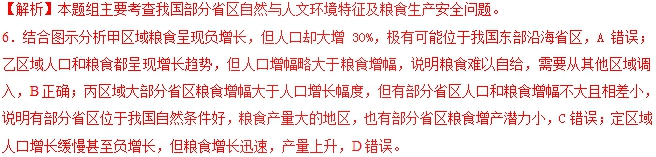 【解析】本题组主要考查我国部分省区自然与人文环境特征及粮食生产安全问题。
6．结合图示分析甲区域粮食呈现负增长，但人口却大增 30%，极有可能位于我国东部沿海省区，A 错误；
乙区域人口和粮食都呈现增长趋势，但人口增幅略大于粮食增幅，说明粮食难以自给，需要从其他区域调
入，B正确；丙区域大部分省区粮食增幅大于人口增长幅度，但有部分省区人口和粮食增幅不大且相差小，
说明有部分省区位于我国自然条件好，粮食产量大的地区，也有部分省区粮食增产潜力小，C错误；定区域
人口增长缓慢甚至负增长，但粮食增长迅速，产量上升，D错误。